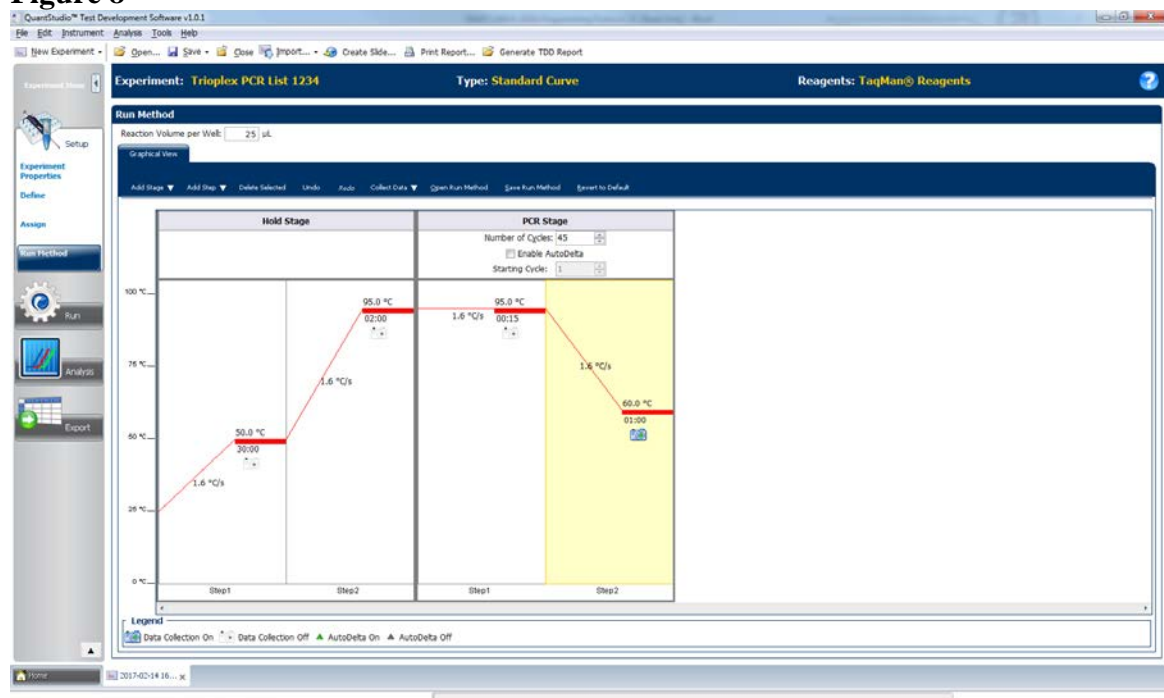 Figure 8
QuantStudio™ Test Development Software v1.0.1
File Edit Instrument Analysis Tools Help
New Experiment Open... Save Close Import... Create Slide... Print Report... Generate TDD Report
Experiment Menu
Experiment: Trioplex PCR List 1234 Type: Standard Curve Reagents: TaqMan® Reagents
Setup
Experiment Properties
Define
Assign
Run Method
Run
Analysis
Export
Run Method
Reaction Volume per Well: 25 µL
Graphical View
Add Stage Add Step Delete Selected Undo Redo Collect Data Open Run Method Save Run Method Revert to Default
Hold Stage PCR Stage
Number of Cycles: 45
Enable AutoDelta
Starting Cycle: 1
100 °C
95.0 °C 95.0 °C
02:00 1.6 °C/s 00:15
75 °C
1.6 °C/s
1.6 °C/s
60.0 °C
01:00
50 °C
50.0 °C
30:00
1.6 °C/s
25 °C
0 °C
Step1 Step2 Step1 Step2
Legend
Data Collection On Data Collection Off AutoDelta On AutoDelta Off
Home 2017-02-14 16... x